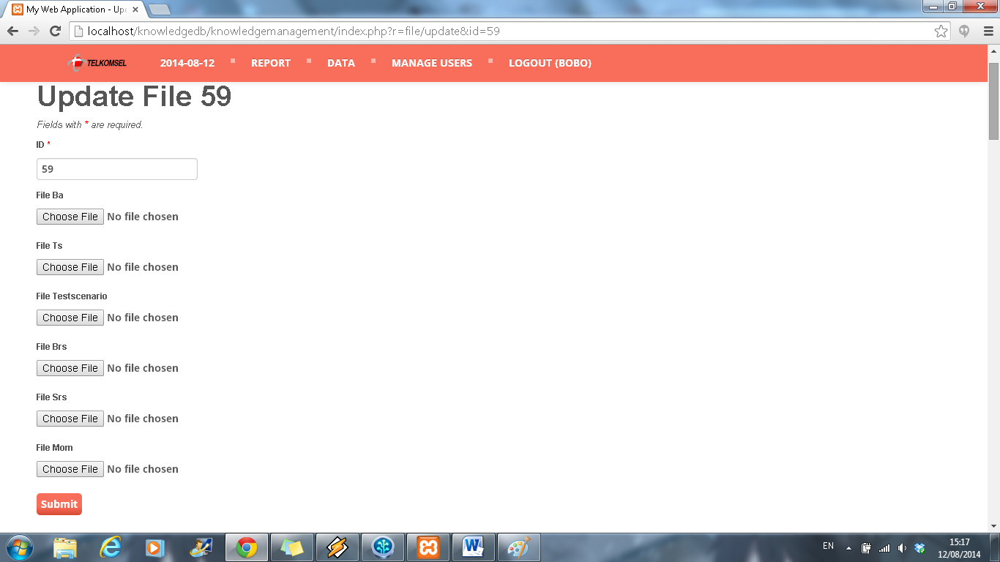 My Web Application - Upd
localhost/knowledgedb/knowledgemanagement/index.php?r=file/update&id=59
TELKOMSEL 2014-08-12 REPORT DATA MANAGE USERS LOGOUT (BOBO)
Update File 59
Fields with * are required.
ID *
59
File Ba
Choose File No file chosen
File Ts
Choose File No file chosen
File Testscenario
Choose File No file chosen
File Brs
Choose File No file chosen
File Srs
Choose File No file chosen
File Mom
Choose File No file chosen
Submit
EN
15:17
12/08/2014